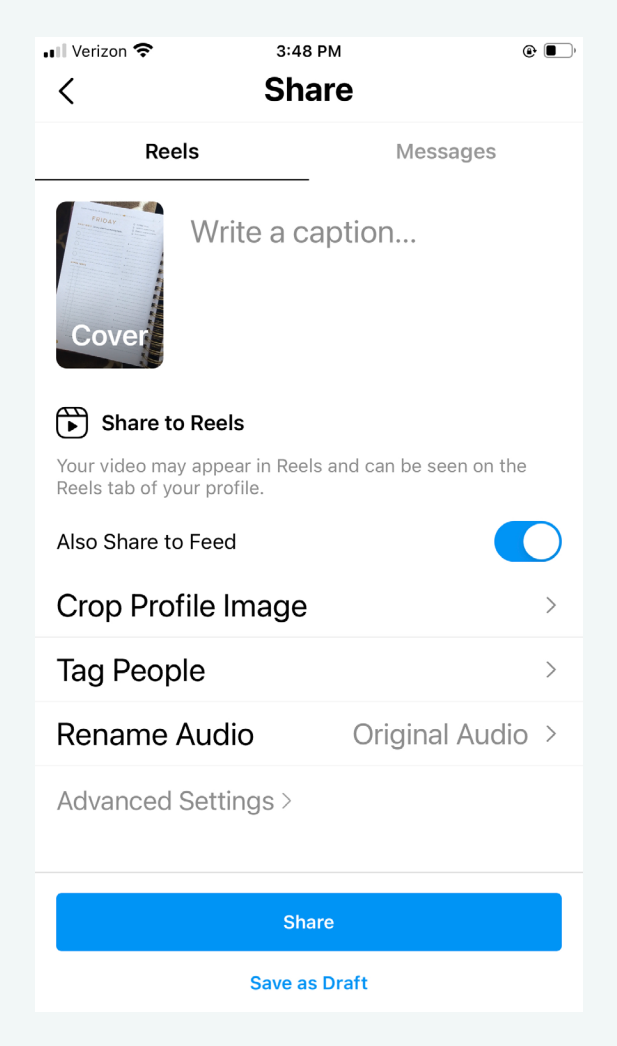 Verizon
3:48 PM
Share
Reels
Messages
FRIDAY
Write a caption...
Cover
Share to Reels
Your video may appear in Reels and can be seen on the
Reels tab of your profile.
Also Share to Feed
Crop Profile Image
Tag People
Rename Audio
Original Audio
Advanced Settings
Share
Save as Draft